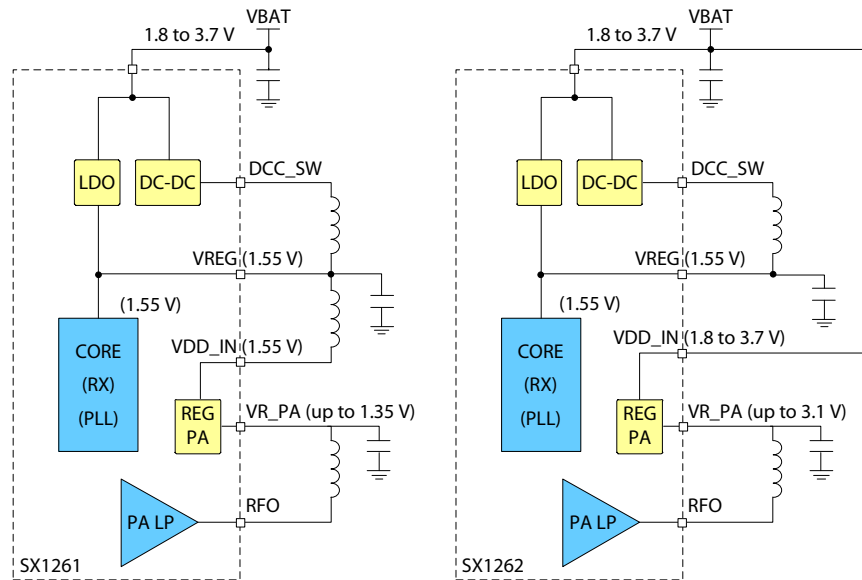 VBAT
1.8 to 3.7 V
LDO
DC-DC
DCC_SW
VREG (1.55 V)
(1.55 V)
CORE
(RX)
(PLL)
VDD_IN (1.55 V)
REG
PA
VR_PA (up to 1.35 V)
PA LP
RFO
SX1261
VBAT
1.8 to 3.7 V
LDO
DC-DC
DCC_SW
VREG (1.55 V)
(1.55 V)
CORE
(RX)
(PLL)
VDD_IN (1.8 to 3.7 V)
REG
PA
VR_PA (up to 3.1 V)
PA LP
RFO
SX1262